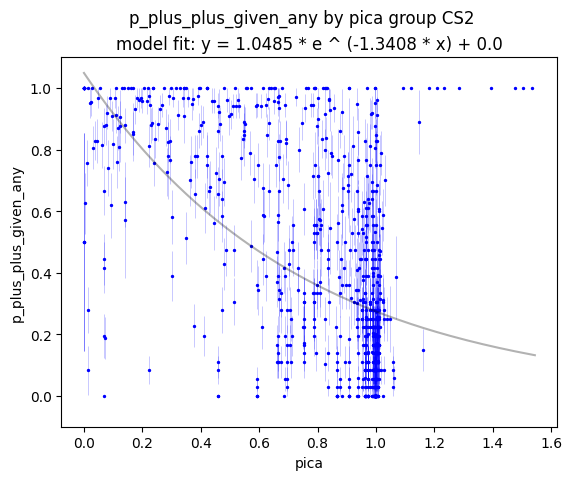 p_plus_plus_given_any by pica group CS2
model fit: y = 1.0485 * e ^ (-1.3408 * x) + 0.0
1.0
0.8
0.6
0.4
0.2
0.0
p_plus_plus_given_any
0.0 0.2 0.4 0.6 0.8 1.0 1.2 1.4 1.6
pica